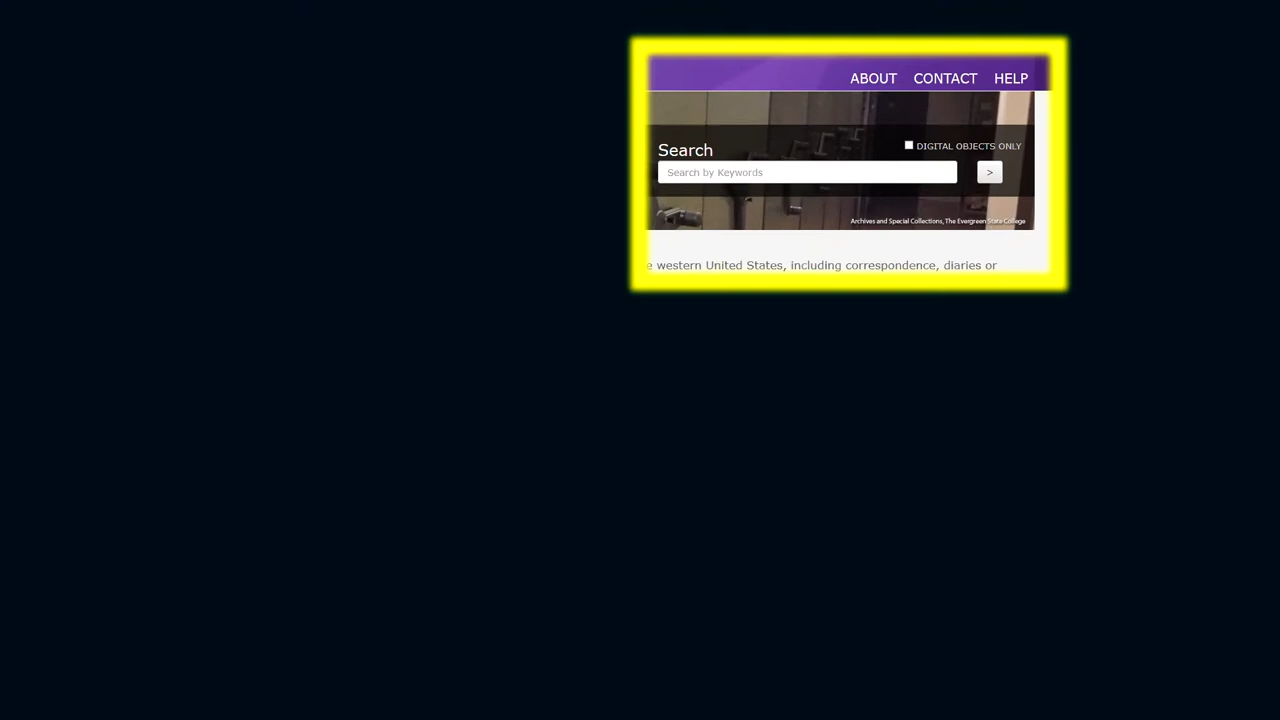 ABOUT CONTACT HELP
DIGITAL OBJECTS ONLY
Search
Search by Keywords >
Archives and Special Collections, The Evergreen State College
e western United States, including correspondence, diaries or